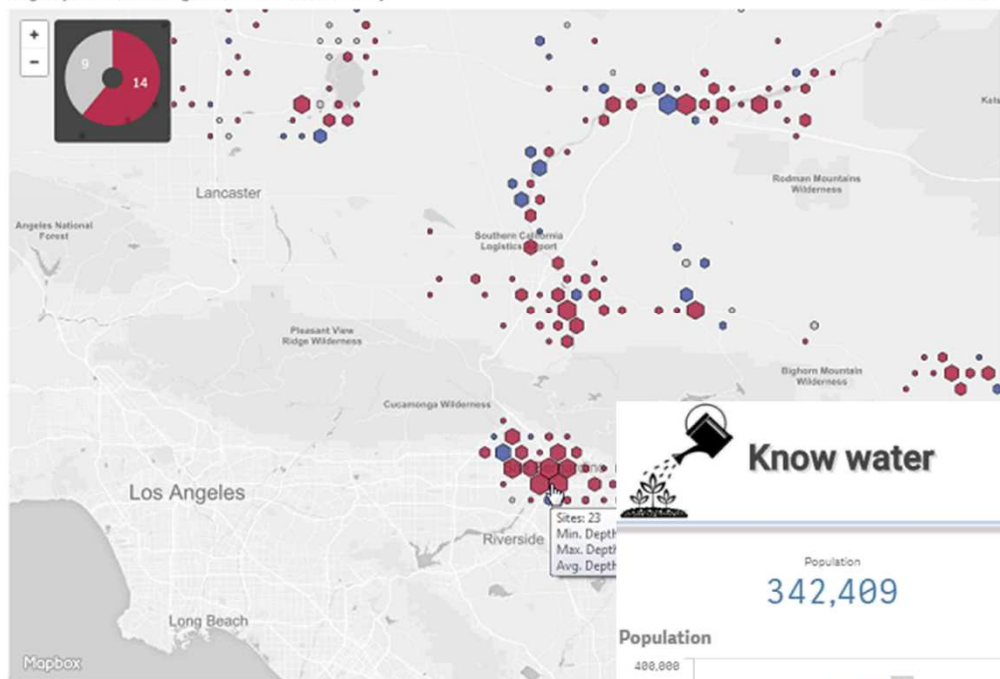 +
−
9
14
Lancaster
Angeles National
Forest
Rodman Mountains
Wilderness
Southern California
Pleasant View
Ridge Wilderness
Bighorn Mountain
Wilderness
Cucamonga Wilderness
Los Angeles
Riverside
Sites: 23
Min. Depth
Max. Depth
Avg. Depth
Long Beach
Mapbox
Know water
Population
342,409
Population
400,000